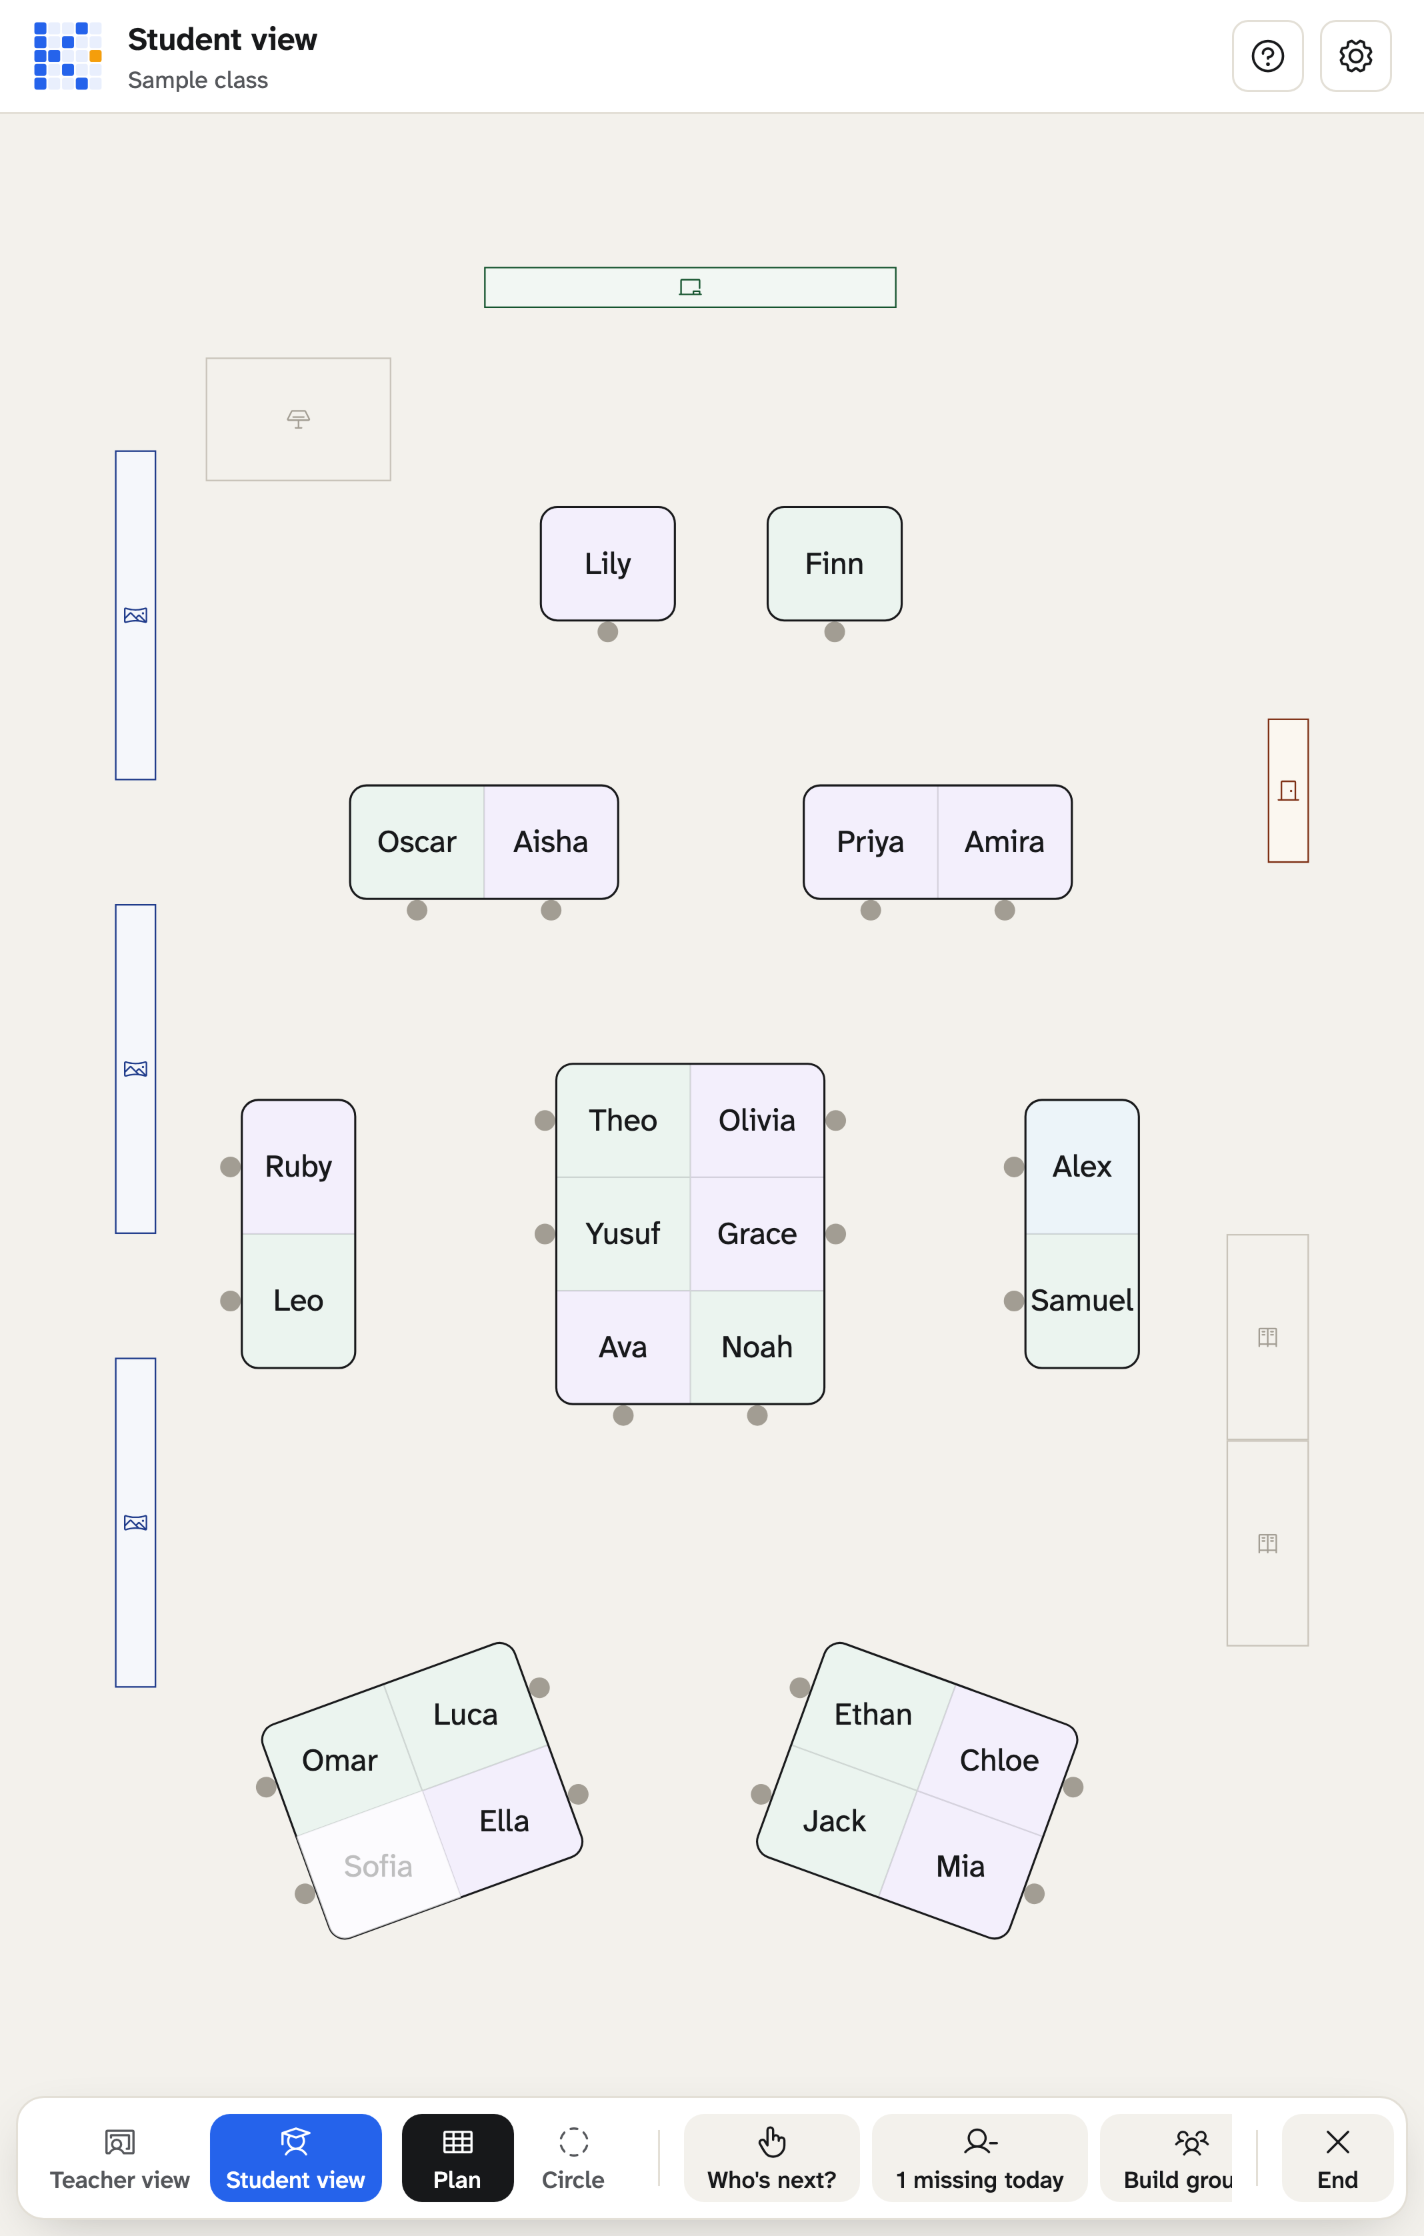 Student view
Sample class
Lily
Finn
Oscar
Aisha
Priya
Amira
Theo
Olivia
Ruby
Alex
Yusuf
Grace
Leo
Samuel
Ava
Noah
Luca
Ethan
Omar
Chloe
Ella
Jack
Sofia
Mia
Teacher view
Student view
Plan
Circle
Who's next?
1 missing today
Build grou
End